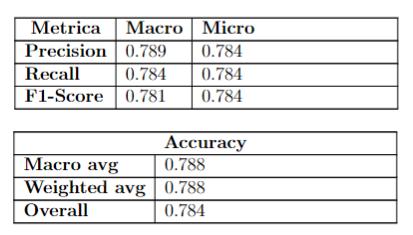 Metrica Macro Micro
Precision 0.789 0.784
Recall 0.784 0.784
F1-Score 0.781 0.784
Accuracy
Macro avg 0.788
Weighted avg 0.788
Overall 0.784